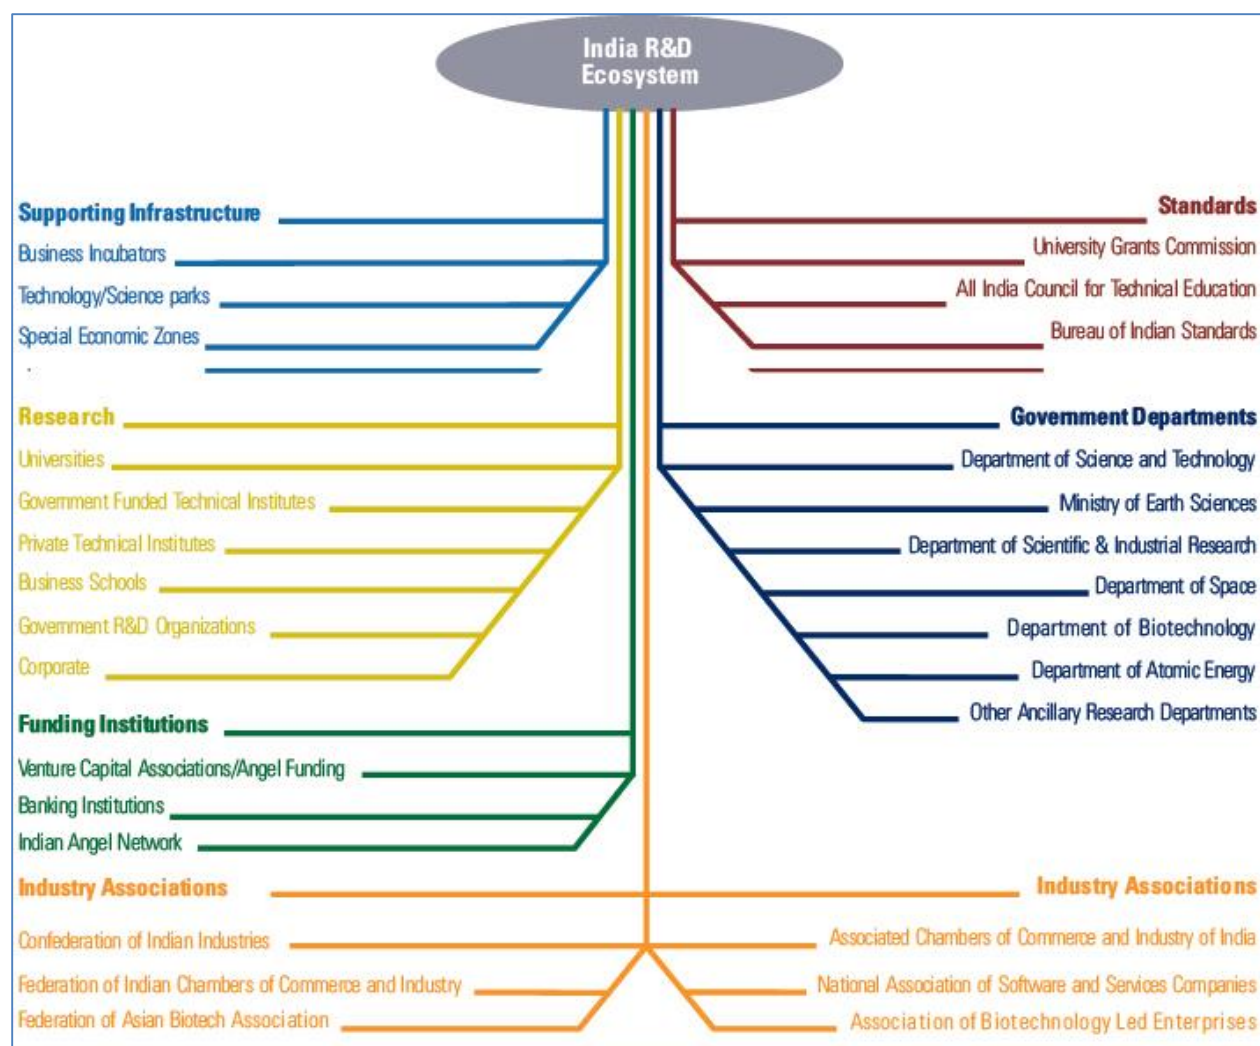 India R&D
Ecosystem
Supporting Infrastructure
Business Incubators
Technology/Science parks
Special Economic Zones
Standards
University Grants Commission
All India Council for Technical Education
Bureau of Indian Standards
Research
Universities
Government Funded Technical Institutes
Private Technical Institutes
Business Schools
Government R&D Organizations
Corporate
Government Departments
Department of Science and Technology
Ministry of Earth Sciences
Department of Scientific & Industrial Research
Department of Space
Department of Biotechnology
Department of Atomic Energy
Other Ancillary Research Departments
Funding Institutions
Venture Capital Associations/Angel Funding
Banking Institutions
Indian Angel Network
Industry Associations
Confederation of Indian Industries
Federation of Indian Chambers of Commerce and Industry
Federation of Asian Biotech Association
Industry Associations
Associated Chambers of Commerce and Industry of India
National Association of Software and Services Companies
Association of Biotechnology Led Enterprises